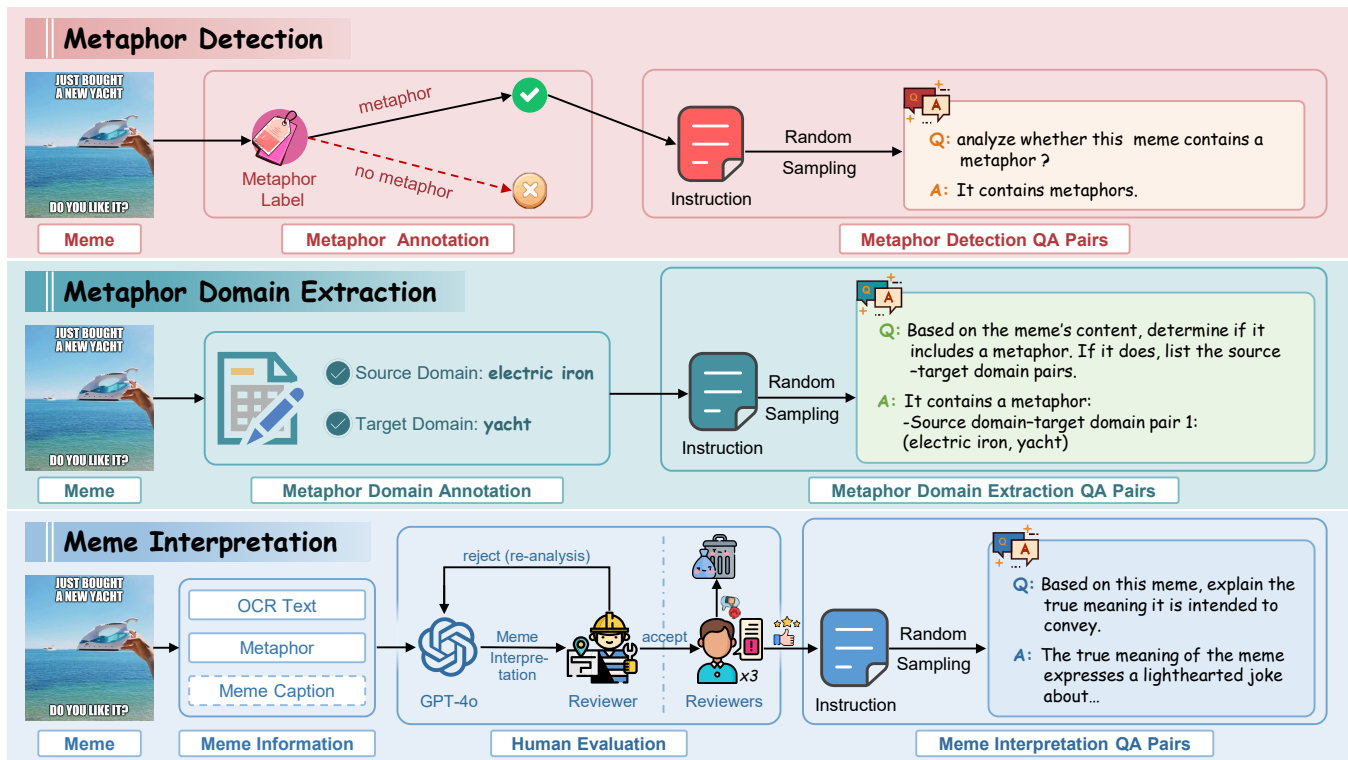 Metaphor Detection
JUST BOUGHT
A NEW YACHT
DO YOU LIKE IT?
Meme
Metaphor
Label
metaphor
no metaphor
Metaphor Annotation
Instruction
Random
Sampling
Q
A
Q: analyze whether this meme contains a
metaphor ?
A: It contains metaphors.
Metaphor Detection QA Pairs
Metaphor Domain Extraction
JUST BOUGHT
A NEW YACHT
DO YOU LIKE IT?
Meme
Source Domain: electric iron
Target Domain: yacht
Metaphor Domain Annotation
Instruction
Random
Sampling
Q
A
Q: Based on the meme's content, determine if it
includes a metaphor. If it does, list the source
-target domain pairs.
A: It contains a metaphor:
-Source domain-target domain pair 1:
(electric iron, yacht)
Metaphor Domain Extraction QA Pairs
Meme Interpretation
JUST BOUGHT
A NEW YACHT
DO YOU LIKE IT?
Meme
OCR Text
Metaphor
Meme Caption
Meme Information
reject (re-analysis)
GPT-4o
Meme
Interpre-
tation
Reviewer
accept
x3
Reviewers
Human Evaluation
Instruction
Random
Sampling
Q
A
Q: Based on this meme, explain the
true meaning it is intended to
convey.
A: The true meaning of the meme
expresses a lighthearted joke
about…
Meme Interpretation QA Pairs